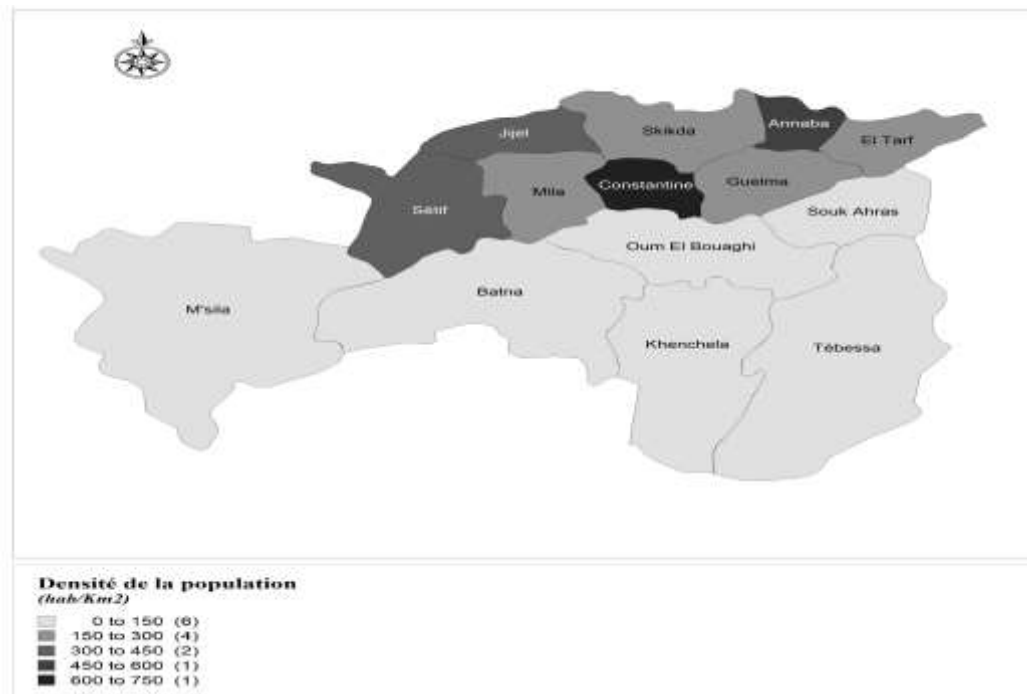 Jijel
Skikda
Annaba
El Tarf
Sétif
Mila
Constantine
Guelma
Souk Ahras
Oum El Bouaghi
M'sila
Batna
Khenchela
Tébessa
Densité de la population
(hab/Km2)
0 to 150 (6)
150 to 300 (4)
300 to 450 (2)
450 to 600 (1)
600 to 750 (1)